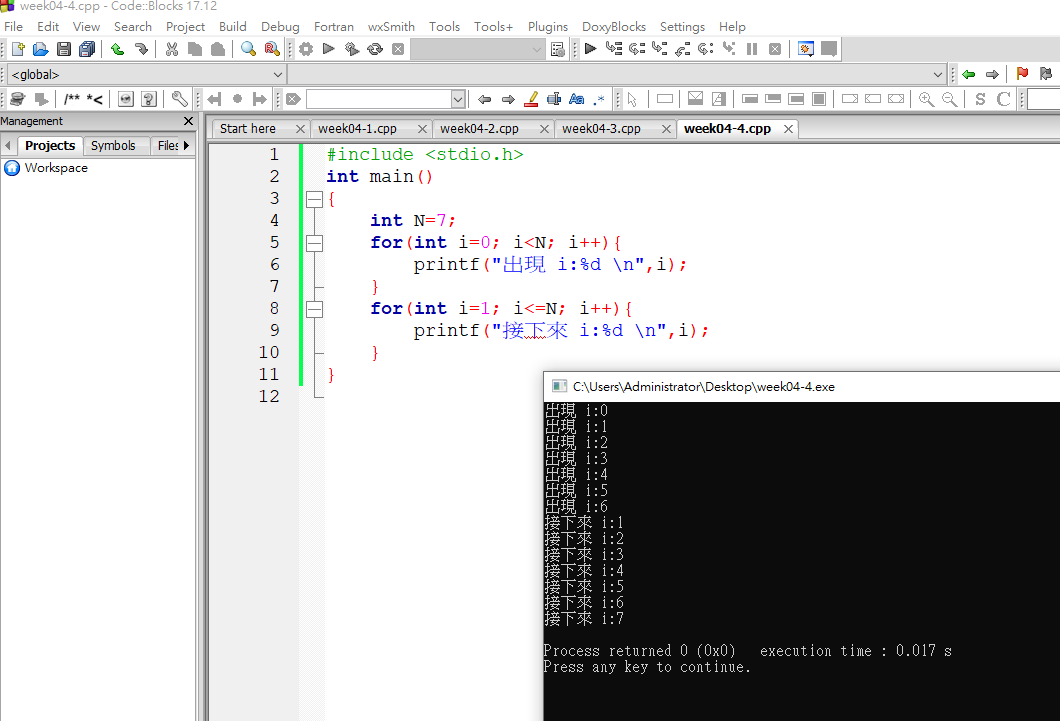 week04-4.cpp - Code::Blocks 17.12
File Edit View Search Project Build Debug Fortran wxSmith Tools Tools+ Plugins DoxyBlocks Settings Help
<global>
/** *<
Aa .*
S C
Management
Projects Symbols Files
Workspace
Start here week04-1.cpp week04-2.cpp week04-3.cpp week04-4.cpp
1 #include <stdio.h>
2 int main()
3 {
4 int N=7;
5 for(int i=0; i<N; i++){
6 printf("出現 i:%d \n",i);
7 }
8 for(int i=1; i<=N; i++){
9 printf("接下來 i:%d \n",i);
10 }
11 }
12
C:\Users\Administrator\Desktop\week04-4.exe
出現 i:0
出現 i:1
出現 i:2
出現 i:3
出現 i:4
出現 i:5
出現 i:6
接下來 i:1
接下來 i:2
接下來 i:3
接下來 i:4
接下來 i:5
接下來 i:6
接下來 i:7
Process returned 0 (0x0) execution time : 0.017 s
Press any key to continue.